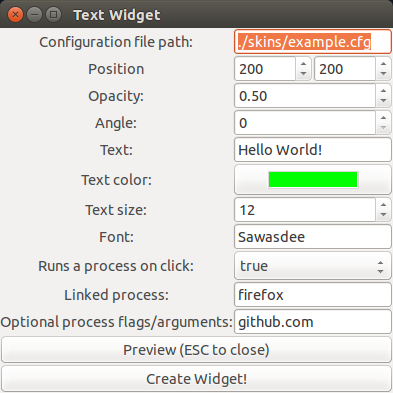 Text Widget
Configuration file path: ./skins/example.cfg
Position 200 200
Opacity: 0.50
Angle: 0
Text: Hello World!
Text color:
Text size: 12
Font: Sawasdee
Runs a process on click: true
Linked process: firefox
Optional process flags/arguments: github.com
Preview (ESC to close)
Create Widget!